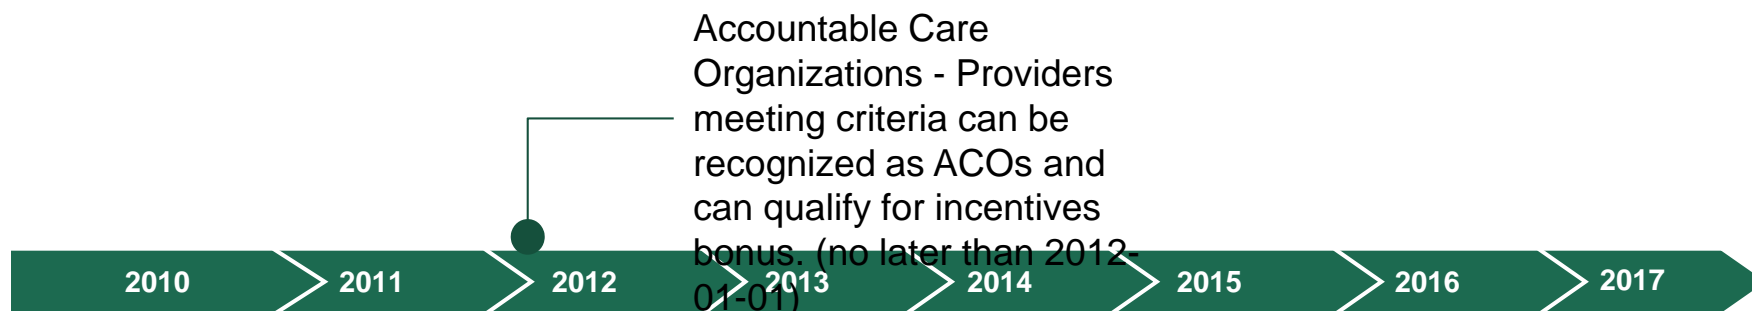 Accountable Care
Organizations - Providers
meeting criteria can be
recognized as ACOs and
can qualify for incentives
bonus. (no later than 2012-
01-01)
2010 2011 2012 2013 2014 2015 2016 2017